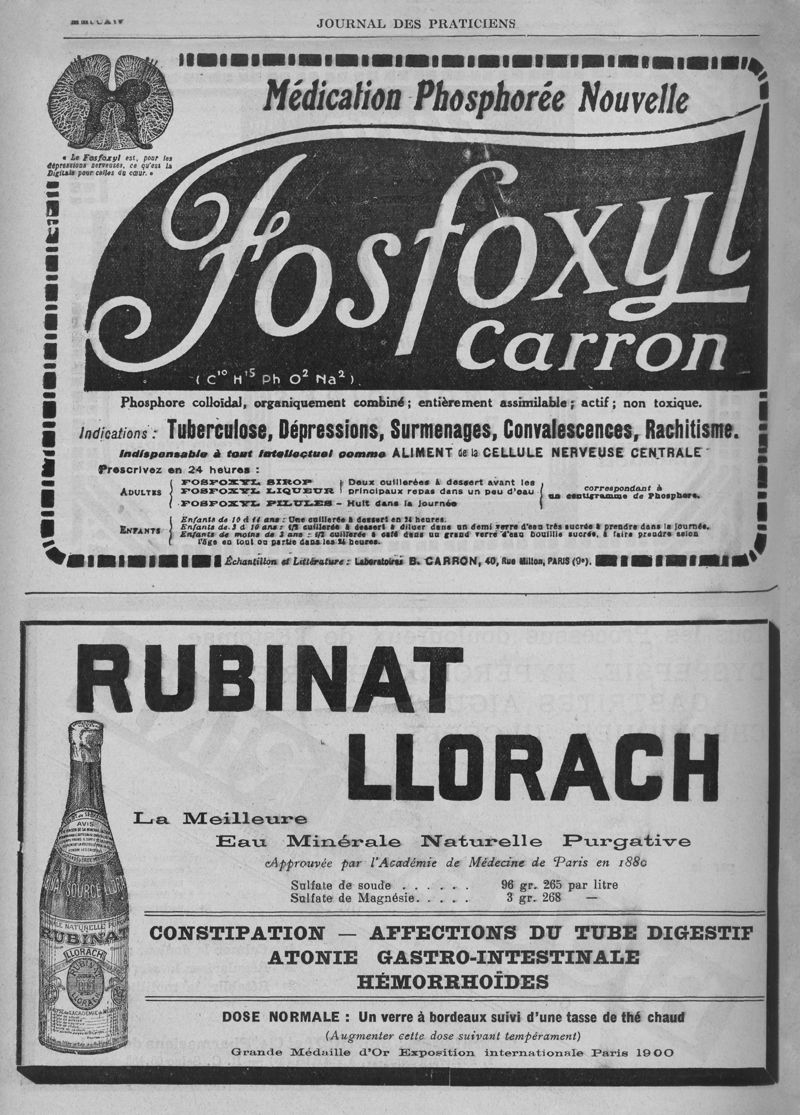 JOURNAL DES PRATICIENS
Médication Phosphorée Nouvelle
« Le Fosfoxyl est, pour les
dépressions nerveuses, ce qu'est la
Digitale pour celles du cœur. »
Fosfoxyl
Carron
(C¹⁰ H¹⁵ Ph O² Na²)
Phosphore colloïdal, organiquement combiné; entièrement assimilable; actif; non toxique.
Indications : Tuberculose, Dépressions, Surmenages, Convalescences, Rachitisme.
Indispensable à tout Intellectuel comme ALIMENT de la CELLULE NERVEUSE CENTRALE
Prescrivez en 24 heures :
ADULTES
FOSFOXYL SIROP
FOSFOXYL LIQUEUR
Deux cuillerées à dessert avant les
principaux repas dans un peu d'eau
FOSFOXYL PILULES – Huit dans la journée
correspondant à
un centigramme de Phosphore.
ENFANTS
Enfants de 10 à 14 ans : Une cuillerée à dessert en 24 heures.
Enfants de 3 à 10 ans : 1/2 cuillerée à dessert à diluer dans un demi verre d'eau très sucrée à prendre dans la journée.
Enfants de moins de 3 ans : 1/2 cuillerée à café dans un grand verre d'eau bouillie sucrée, à faire prendre selon
l'âge en tout ou partie dans les 24 heures.
Échantillon et Littérature : Laboratoires B. CARRON, 40, Rue Milton, PARIS (9e).
RUBINAT
LLORACH
La Meilleure
Eau Minérale Naturelle Purgative
Approuvée par l'Académie de Médecine de Paris en 1880
Sulfate de soude . . . . . . 96 gr. 265 par litre
Sulfate de Magnésie. . . . . 3 gr. 268 —
AVIS
SOURCE
RUBINAT
LLORACH
RUBINAT
LLORACH
CONSTIPATION — AFFECTIONS DU TUBE DIGESTIF
ATONIE GASTRO-INTESTINALE
HÉMORRHOÏDES
DOSE NORMALE : Un verre à bordeaux suivi d'une tasse de thé chaud
(Augmenter cette dose suivant tempérament)
Grande Médaille d'Or Exposition internationale Paris 1900